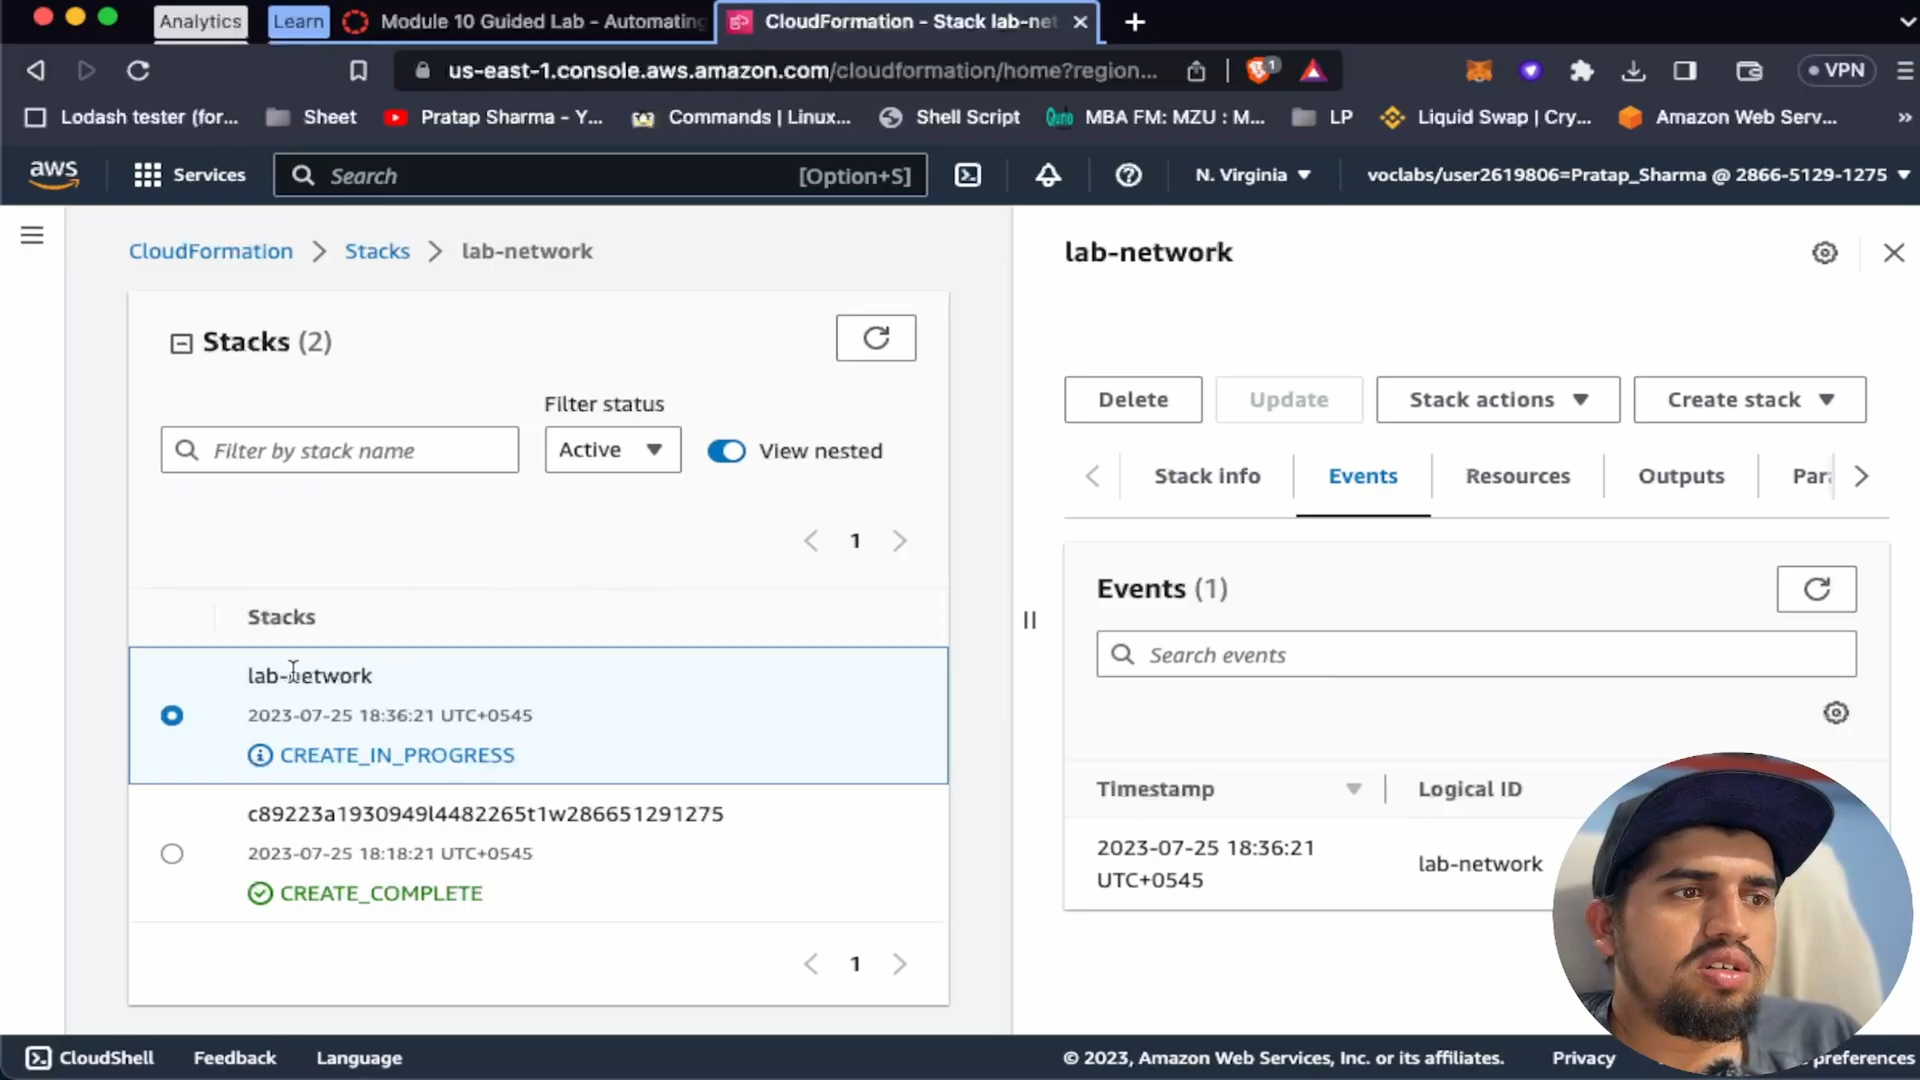 Analytics
Learn
Module 10 Guided Lab - Automating
CloudFormation - Stack lab-net
us-east-1.console.aws.amazon.com/cloudformation/home?region...
1
VPN
Lodash tester (for...
Sheet
Pratap Sharma - Y...
Commands | Linux...
Shell Script
MBA FM: MZU : M...
LP
Liquid Swap | Cry...
Amazon Web Serv...
»
aws
Services
Search
[Option+S]
N. Virginia
voclabs/user2619806=Pratap_Sharma @ 2866-5129-1275
CloudFormation > Stacks > lab-network
Stacks (2)
Filter status
Filter by stack name
Active
View nested
1
Stacks
lab-network
2023-07-25 18:36:21 UTC+0545
CREATE_IN_PROGRESS
c89223a1930949l4482265t1w286651291275
2023-07-25 18:18:21 UTC+0545
CREATE_COMPLETE
1
lab-network
Delete
Update
Stack actions
Create stack
Stack info
Events
Resources
Outputs
Events (1)
Search events
Timestamp
Logical ID
2023-07-25 18:36:21
UTC+0545
lab-network
CloudShell
Feedback
Language
© 2023, Amazon Web Services, Inc. or its affiliates.
Privacy
preferences